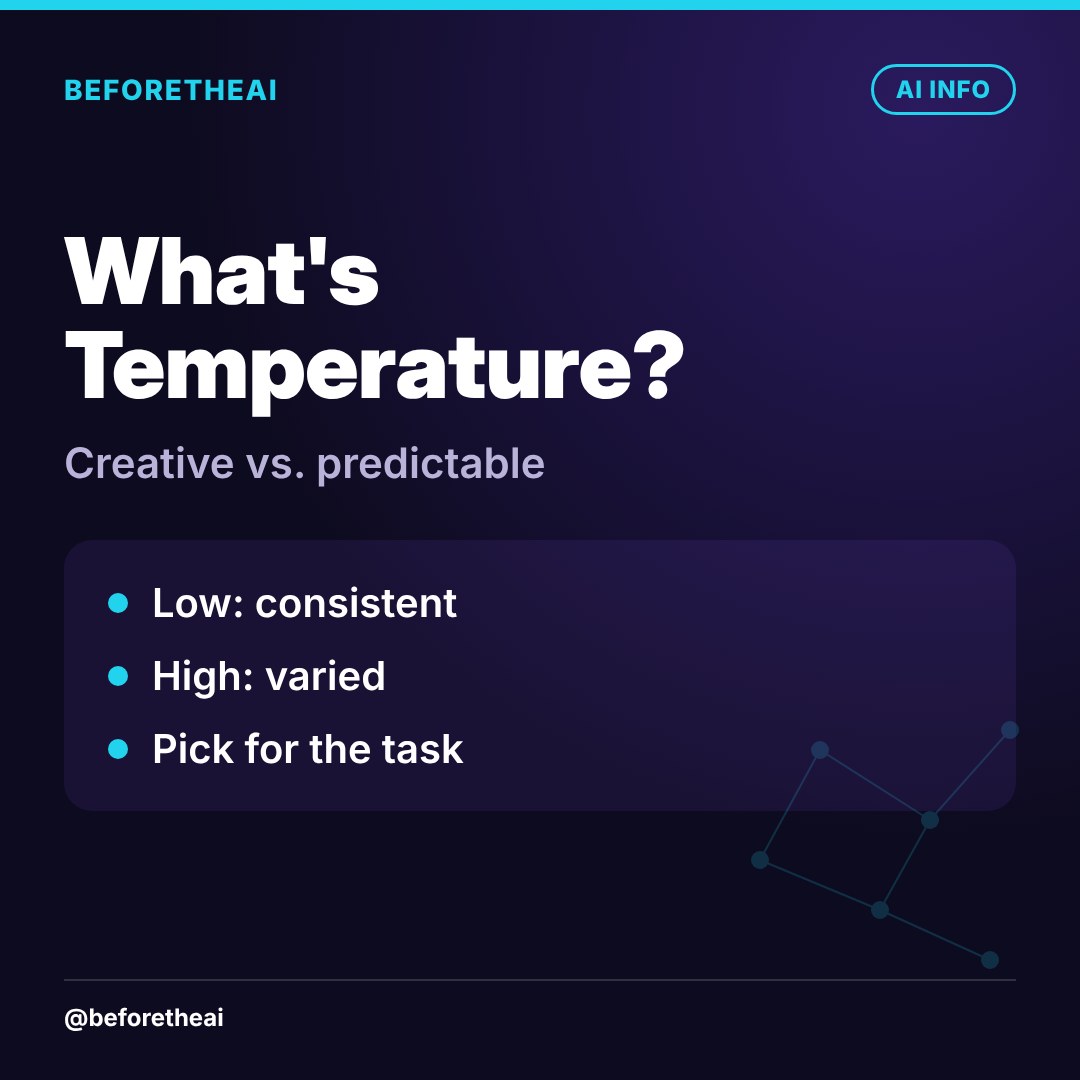 BEFORETHEAI
AI INFO
What's
Temperature?
Creative vs. predictable
Low: consistent
High: varied
Pick for the task
@beforetheai